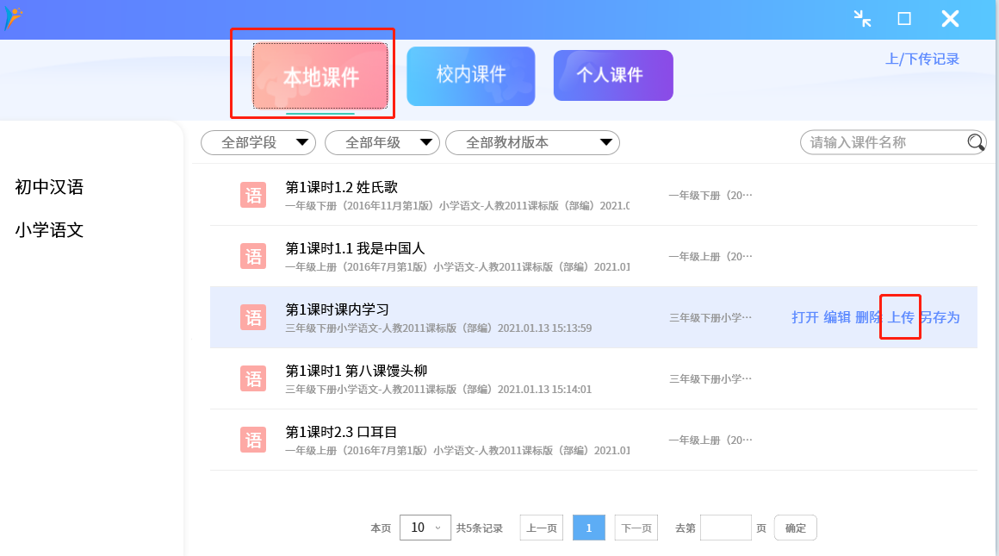 本地课件
校内课件
个人课件
上/下传记录
初中汉语
小学语文
全部学段
全部年级
全部教材版本
请输入课件名称
语
第1课时1.2 姓氏歌
一年级下册（2016年11月第1版）小学语文-人教2011课标版（部编）2021.0
一年级下册（20…
语
第1课时1.1 我是中国人
一年级上册（2016年7月第1版）小学语文-人教2011课标版（部编）2021.01
一年级上册（20…
语
第1课时课内学习
三年级下册小学语文-人教2011课标版（部编）2021.01.13 15:13:59
三年级下册小学…
打开 编辑 删除 上传 另存为
语
第1课时1 第八课馒头柳
三年级下册小学语文-人教2011课标版（部编）2021.01.13 15:14:01
三年级下册小学…
语
第1课时2.3 口耳目
一年级上册（2016年7月第1版）小学语文-人教2011课标版（部编）2021.01
一年级上册（20…
本页 10 共5条记录 上一页 1 下一页 去第 页 确定